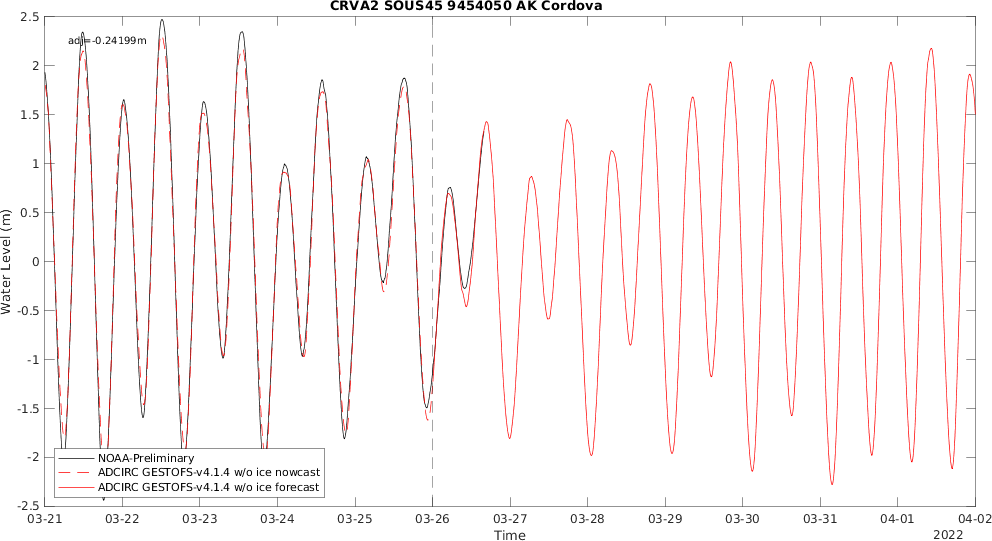 CRVA2 SOUS45 9454050 AK Cordova
adj=-0.24199m
Water Level (m)
2.5
2
1.5
1
0.5
0
-0.5
-1
-1.5
-2
-2.5
NOAA-Preliminary
ADCIRC GESTOFS-v4.1.4 w/o ice nowcast
ADCIRC GESTOFS-v4.1.4 w/o ice forecast
03-21 03-22 03-23 03-24 03-25 03-26 03-27 03-28 03-29 03-30 03-31 04-01 04-02
Time
2022